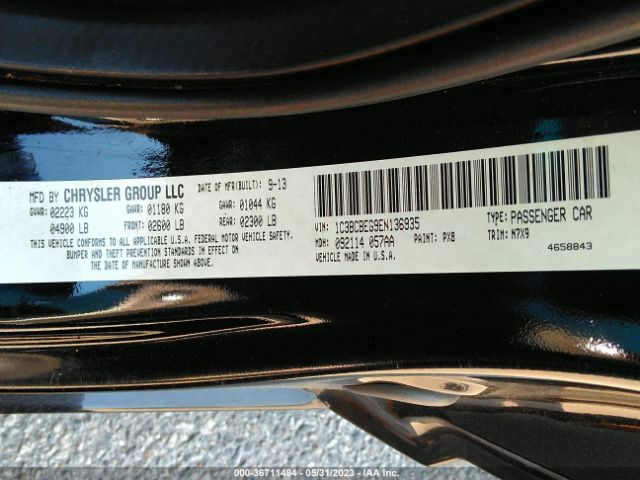 MFD BY CHRYSLER GROUP LLC DATE OF MFR(BUILT): 9-13
GVWR: 02223 KG GAWR: 01180 KG GAWR: 01044 KG
04900 LB FRONT: 02600 LB REAR: 02300 LB
THIS VEHICLE CONFORMS TO ALL APPLICABLE U.S.A. FEDERAL MOTOR VEHICLE SAFETY,
BUMPER AND THEFT PREVENTION STANDARDS IN EFFECT ON
THE DATE OF MANUFACTURE SHOWN ABOVE.
VIN: 1C3BCBEG9EN136935 TYPE: PASSENGER CAR
MDH: 092114 057AA PAINT: PX8 TRIM: M7X9
VEHICLE MADE IN U.S.A. 4658843
000-36711494 - 05/31/2023 - IAA Inc.